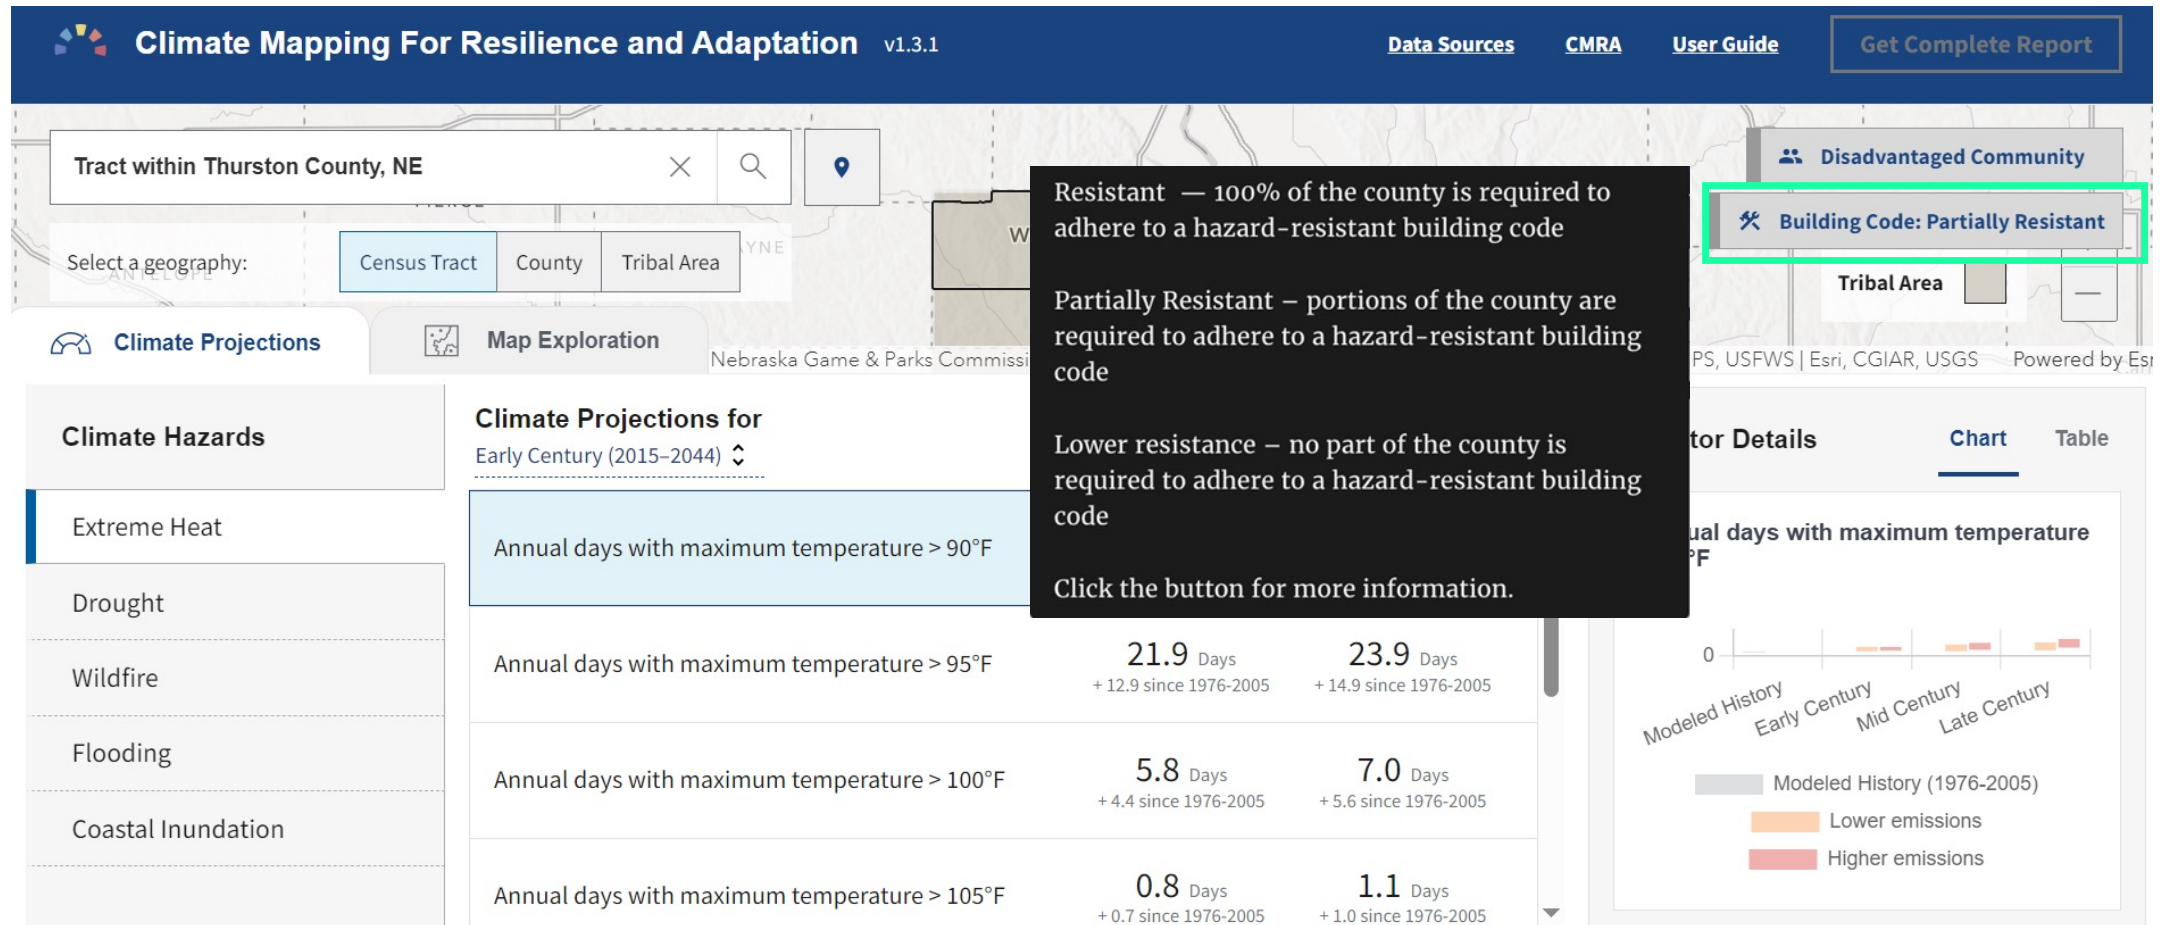 Climate Mapping For Resilience and Adaptation v1.3.1
Data Sources
CMRA
User Guide
Get Complete Report
Tract within Thurston County, NE
Select a geography:
Census Tract
County
Tribal Area
ANTELOPE
Disadvantaged Community
Building Code: Partially Resistant
Tribal Area
Climate Projections
Map Exploration
Nebraska Game & Parks Commissi
PS, USFWS | Esri, CGIAR, USGS
Powered by Esr
Resistant — 100% of the county is required to
adhere to a hazard-resistant building code
Partially Resistant – portions of the county are
required to adhere to a hazard-resistant building
code
Lower resistance – no part of the county is
required to adhere to a hazard-resistant building
code
Click the button for more information.
Climate Hazards
Extreme Heat
Drought
Wildfire
Flooding
Coastal Inundation
Climate Projections for
Early Century (2015–2044)
Annual days with maximum temperature > 90°F
Annual days with maximum temperature > 95°F
21.9 Days
+ 12.9 since 1976-2005
23.9 Days
+ 14.9 since 1976-2005
Annual days with maximum temperature > 100°F
5.8 Days
+ 4.4 since 1976-2005
7.0 Days
+ 5.6 since 1976-2005
Annual days with maximum temperature > 105°F
0.8 Days
+ 0.7 since 1976-2005
1.1 Days
+ 1.0 since 1976-2005
tor Details
Chart
Table
ual days with maximum temperature
°F
0
Modeled History
Early Century
Mid Century
Late Century
Modeled History (1976-2005)
Lower emissions
Higher emissions